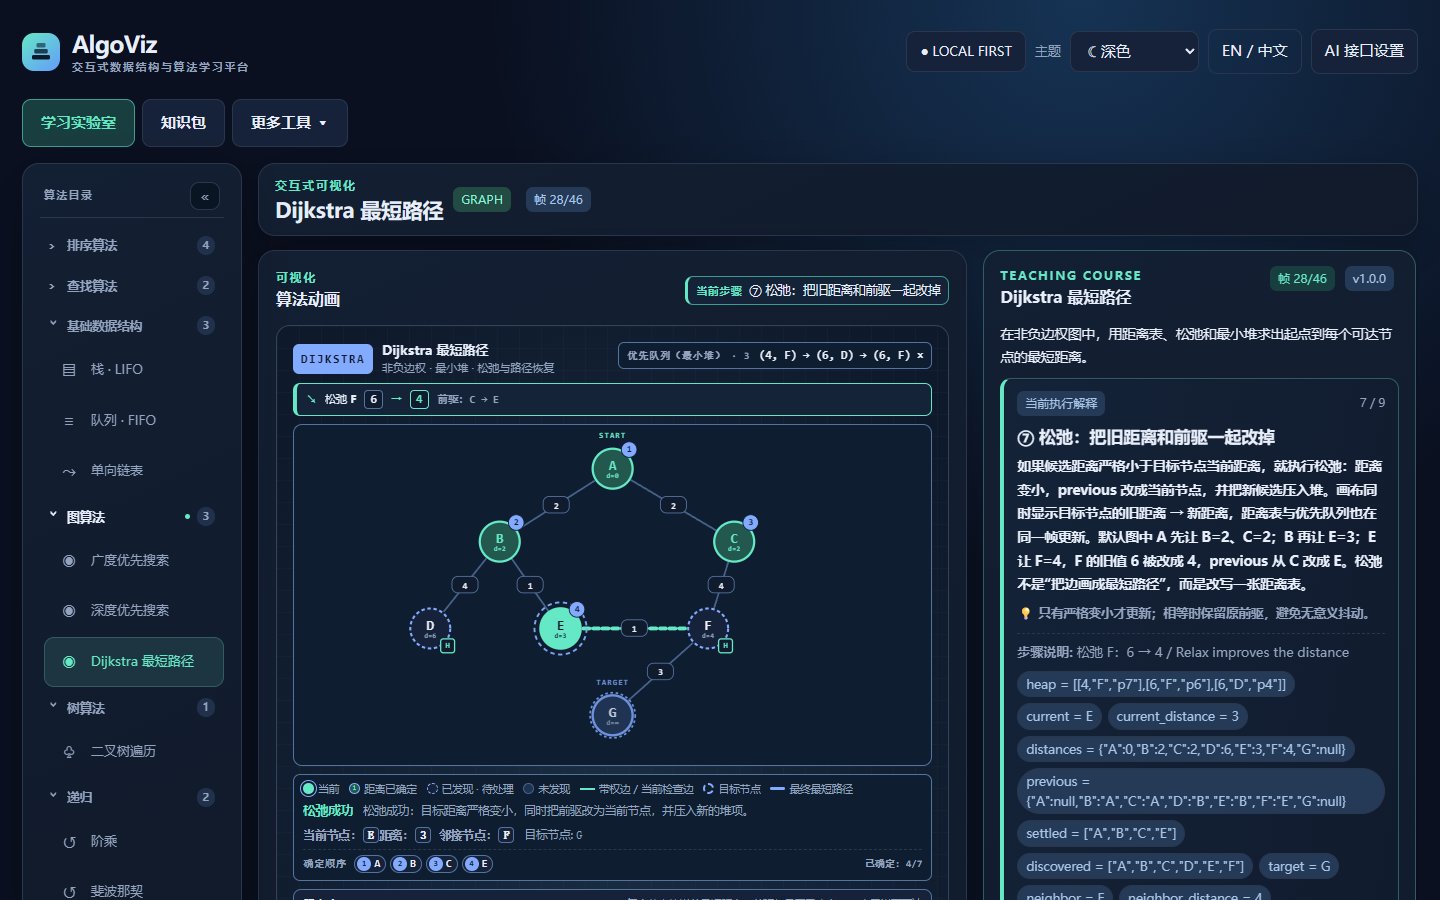 AlgoViz
交互式数据结构与算法学习平台
● LOCAL FIRST
主题
☾ 深色
EN / 中文
AI 接口设置
学习实验室
知识包
更多工具 ▾
算法目录
«
› 排序算法 4
› 查找算法 2
˅ 基础数据结构 3
▤ 栈 · LIFO
≡ 队列 · FIFO
⤳ 单向链表
˅ 图算法 • 3
◉ 广度优先搜索
◉ 深度优先搜索
◉ Dijkstra 最短路径
˅ 树算法 1
♧ 二叉树遍历
˅ 递归 2
↺ 阶乘
↺ 斐波那契
交互式可视化
Dijkstra 最短路径
GRAPH
帧 28/46
可视化
算法动画
当前步骤 ⑦ 松弛：把旧距离和前驱一起改掉
DIJKSTRA
Dijkstra 最短路径
非负边权 · 最小堆 · 松弛与路径恢复
优先队列（最小堆） · 3 (4, F) → (6, D) → (6, F) ×
↘ 松弛 F 6 → 4 前驱: C → E
START
1
A
d=0
2
2
2
B
d=2
3
C
d=2
4
1
4
D
d=6
H
4
E
d=3
1
F
d=4
H
3
TARGET
G
d=∞
当前 1 距离已确定 已发现 · 待处理 未发现 带权边 / 当前检查边 目标节点 最终最短路径
松弛成功 松弛成功：目标距离严格变小，同时把前驱改为当前节点，并压入新的堆项。
当前节点: E 距离: 3 邻接节点: F 目标节点: G
确定顺序 1 A 2 B 3 C 4 E
已确定: 4/7
TEACHING COURSE
Dijkstra 最短路径
帧 28/46
v1.0.0
在非负边权图中，用距离表、松弛和最小堆求出起点到每个可达节
点的最短距离。
当前执行解释
7 / 9
⑦ 松弛：把旧距离和前驱一起改掉
如果候选距离严格小于目标节点当前距离，就执行松弛：距离
变小，previous 改成当前节点，并把新候选压入堆。画布同
时显示目标节点的旧距离 → 新距离，距离表与优先队列也在
同一帧更新。默认图中 A 先让 B=2、C=2；B 再让 E=3；E
让 F=4，F 的旧值 6 被改成 4，previous 从 C 改成 E。松弛
不是“把边画成最短路径”，而是改写一张距离表。
💡 只有严格变小才更新；相等时保留原前驱，避免无意义抖动。
步骤说明: 松弛 F：6 → 4 / Relax improves the distance
heap = [[4,"F","p7"],[6,"F","p6"],[6,"D","p4"]]
current = E
current_distance = 3
distances = {"A":0,"B":2,"C":2,"D":6,"E":3,"F":4,"G":null}
previous =
{"A":null,"B":"A","C":"A","D":"B","E":"B","F":"E","G":null}
settled = ["A","B","C","E"]
discovered = ["A","B","C","D","E","F"]
target = G
neighbor = F
neighbor_distance = 4